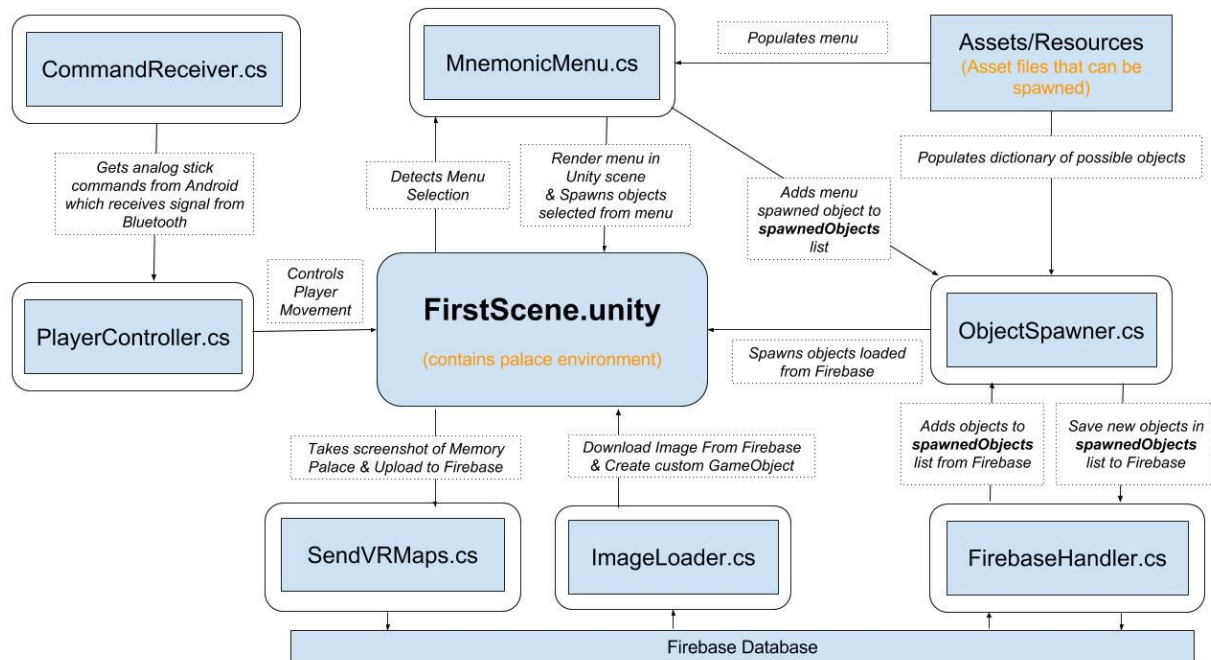 CommandReceiver.cs
MnemonicMenu.cs
Populates menu
Assets/Resources
(Asset files that can be
spawned)
Gets analog stick
commands from Android
which receives signal from
Bluetooth
Detects Menu
Selection
Render menu in
Unity scene
& Spawns objects
selected from menu
Adds menu
spawned object to
spawnedObjects
list
Populates dictionary of possible objects
PlayerController.cs
Controls
Player
Movement
FirstScene.unity
(contains palace environment)
Spawns objects loaded
from Firebase
ObjectSpawner.cs
Takes screenshot of Memory
Palace & Upload to Firebase
Download Image From Firebase
& Create custom GameObject
Adds objects to
spawnedObjects
list from Firebase
Save new objects in
spawnedObjects
list to Firebase
SendVRMaps.cs
ImageLoader.cs
FirebaseHandler.cs
Firebase Database